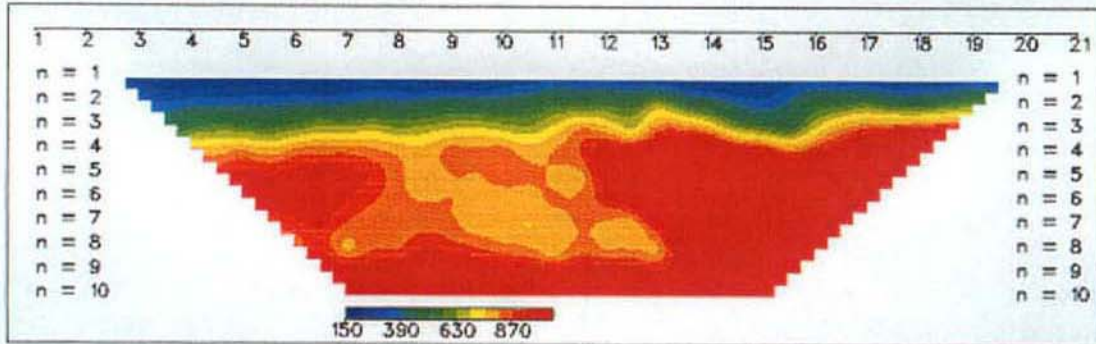 1 2 3 4 5 6 7 8 9 10 11 12 13 14 15 16 17 18 19 20 21
n = 1 n = 1
n = 2 n = 2
n = 3 n = 3
n = 4 n = 4
n = 5 n = 5
n = 6 n = 6
n = 7 n = 7
n = 8 n = 8
n = 9 n = 9
n = 10 n = 10
150 390 630 870